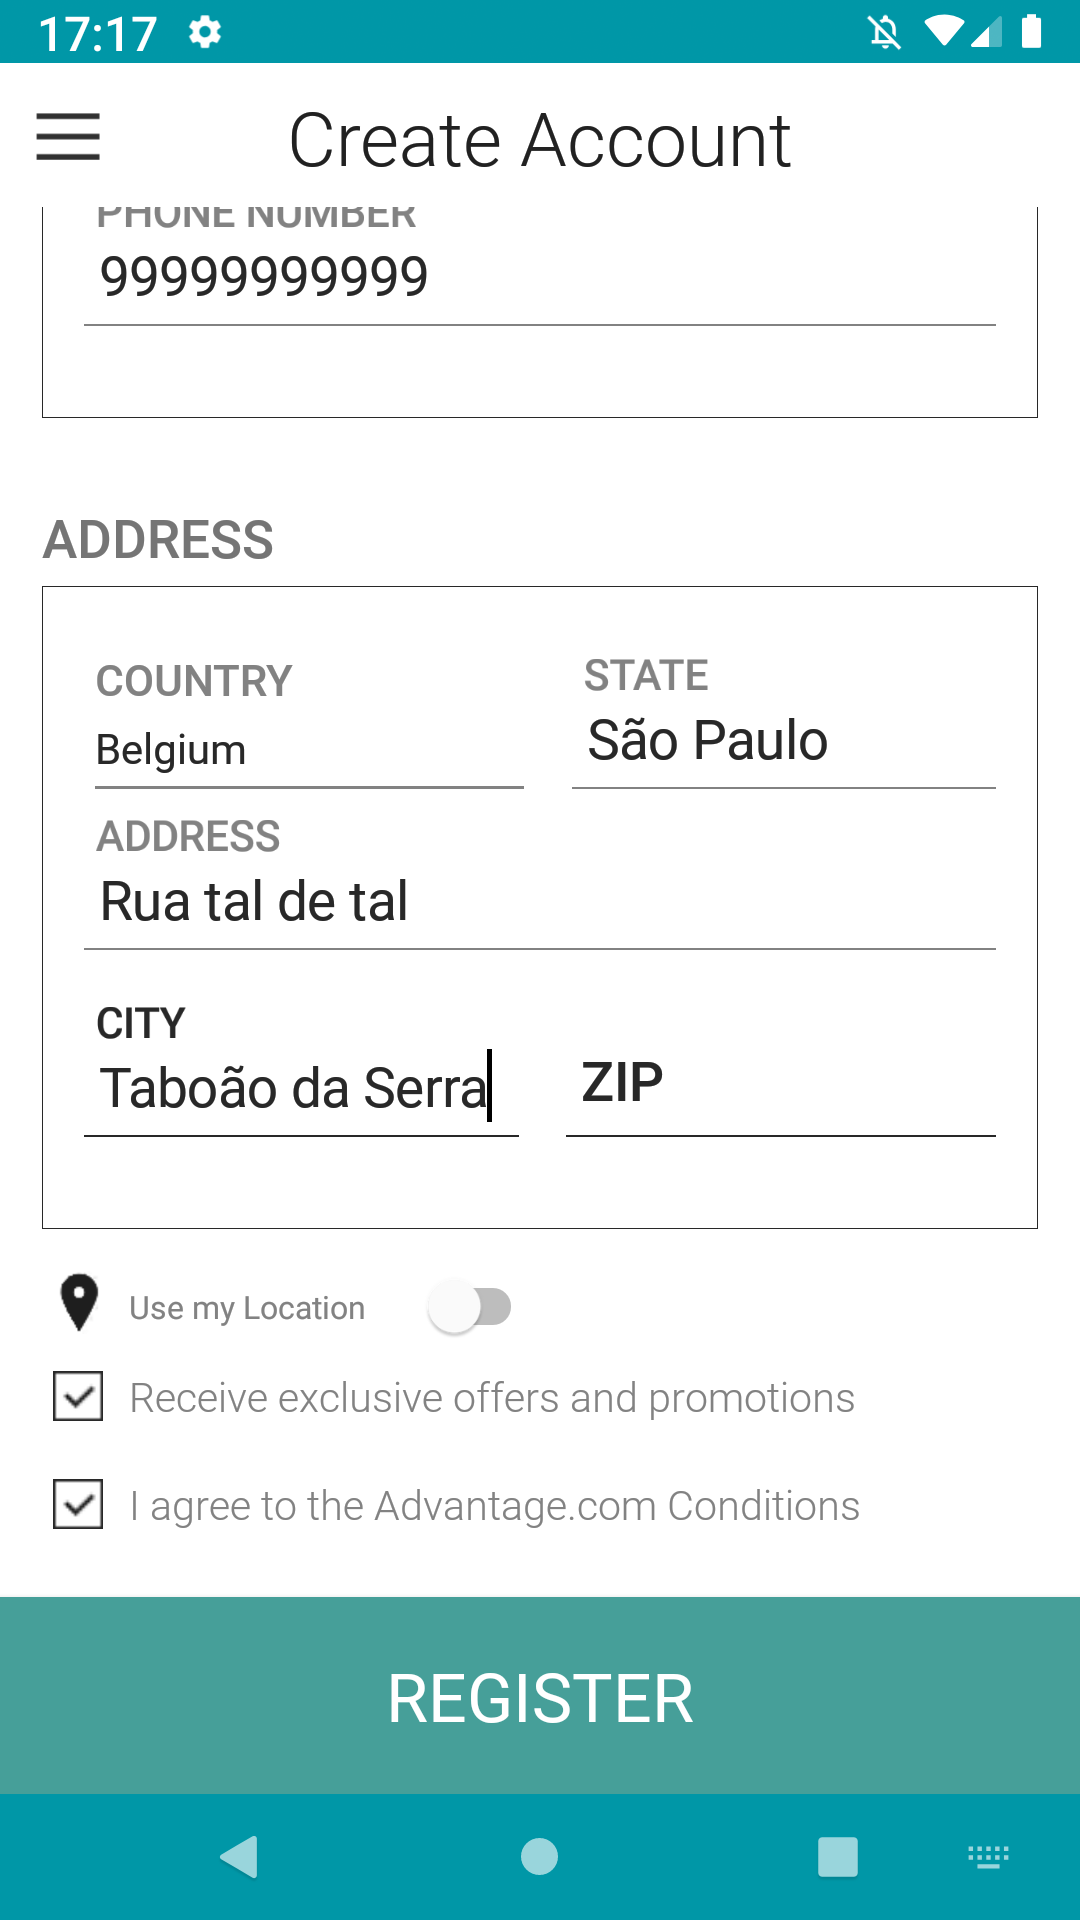 17:17
Create Account
PHONE NUMBER
99999999999
ADDRESS
COUNTRY
STATE
Belgium
São Paulo
ADDRESS
Rua tal de tal
CITY
Taboão da Serra
ZIP
Use my Location
Receive exclusive offers and promotions
I agree to the Advantage.com Conditions
REGISTER